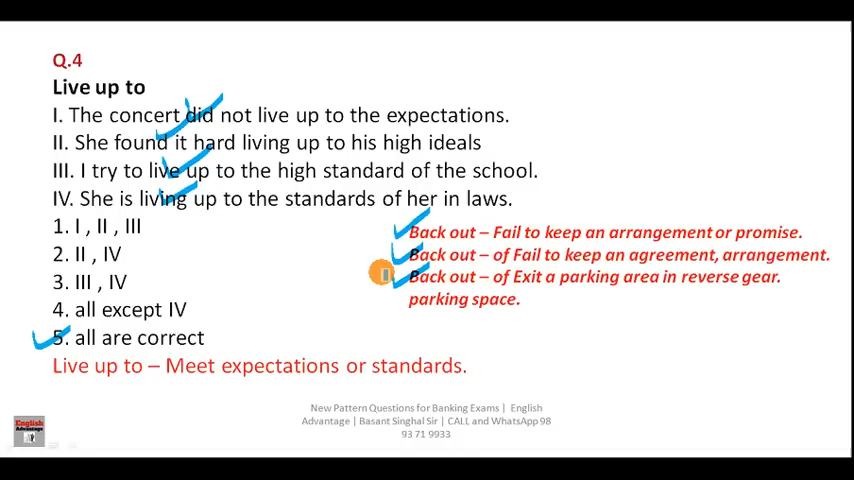 Q.4
Live up to
I. The concert did not live up to the expectations.
II. She found it hard living up to his high ideals
III. I try to live up to the high standard of the school.
IV. She is living up to the standards of her in laws.
1. I , II , III
2. II , IV
3. III , IV
4. all except IV
5. all are correct
Live up to – Meet expectations or standards.
Back out – Fail to keep an arrangement or promise.
Back out – of Fail to keep an agreement, arrangement.
Back out – of Exit a parking area in reverse gear.
parking space.
New Pattern Questions for Banking Exams | English
Advantage | Basant Singhal Sir | CALL and WhatsApp 98
93 71 9933
English
Advantage